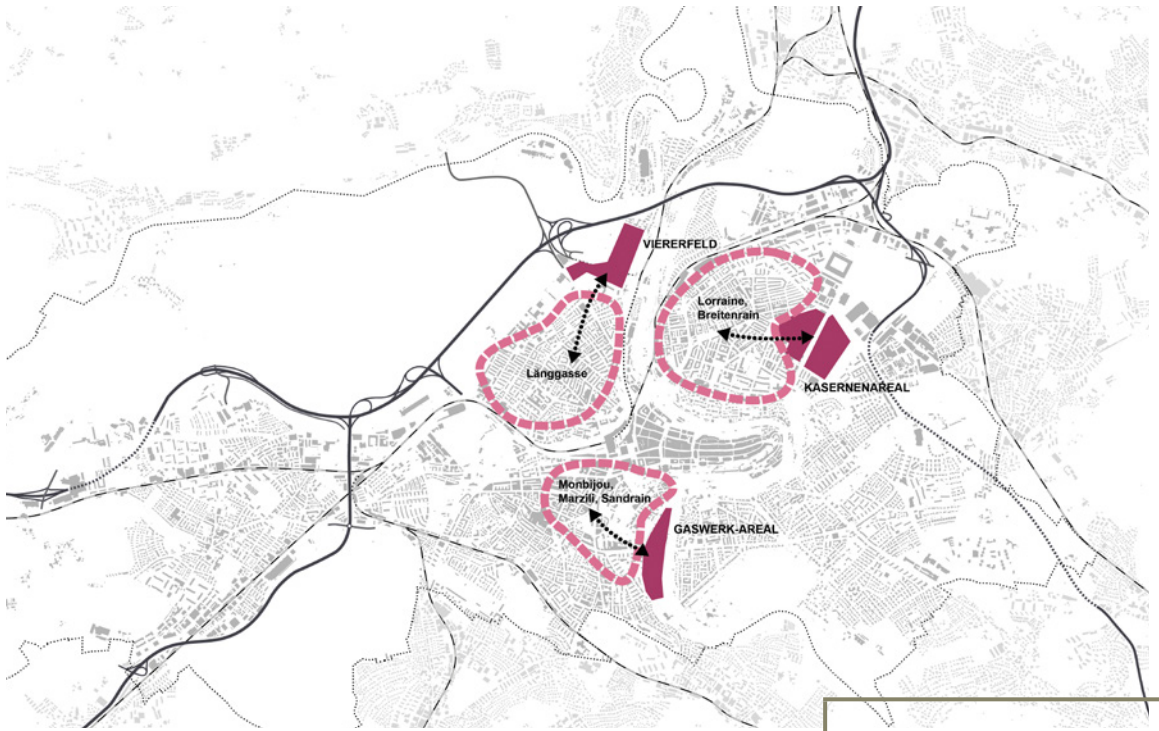 VIERERFELD
Lorraine,
Breitenrain
Länggasse
KASERNENAREAL
Monbijou,
Marzili, Sandrain
GASWERK-AREAL